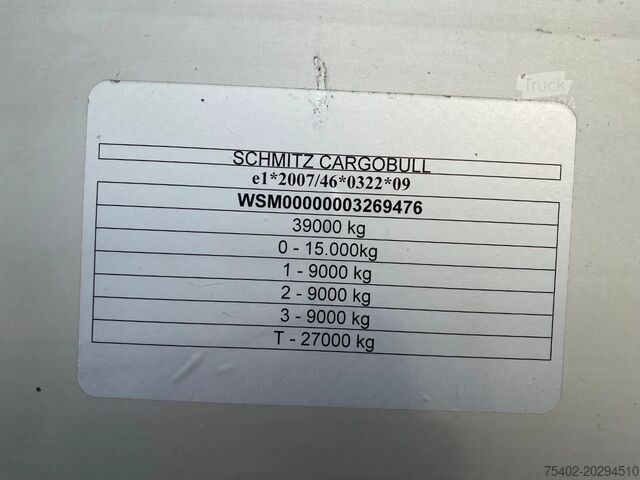 Truck
SCHMITZ CARGOBULL
e1*2007/46*0322*09
WSM00000003269476
39000 kg
0 - 15.000kg
1 - 9000 kg
2 - 9000 kg
3 - 9000 kg
T - 27000 kg
75402-20294510